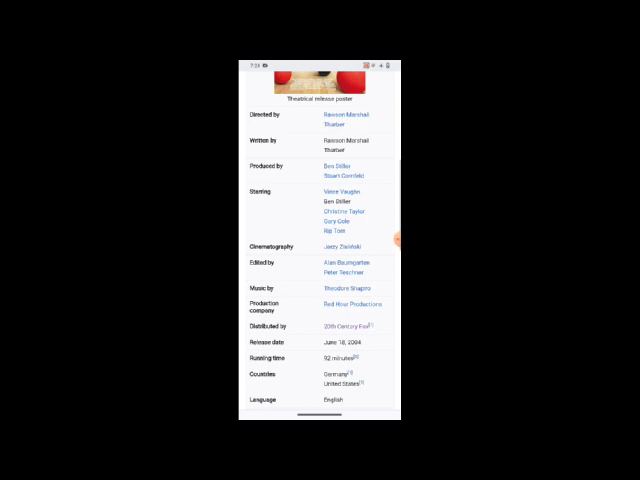 7:28
Theatrical release poster
Directed by Rawson Marshall
Thurber
Written by Rawson Marshall
Thurber
Produced by Ben Stiller
Stuart Cornfeld
Starring Vince Vaughn
Ben Stiller
Christine Taylor
Gary Cole
Rip Torn
Cinematography Jerzy Zieliński
Edited by Alan Baumgarten
Peter Teschner
Music by Theodore Shapiro
Production
company Red Hour Productions
Distributed by 20th Century Fox[1]
Release date June 18, 2004
Running time 92 minutes
Countries Germany
United States
Language English